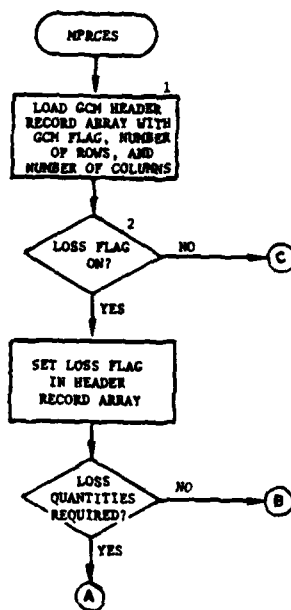 MPRCES
1
LOAD GCM HEADER
RECORD ARRAY WITH
GCM FLAG, NUMBER
OF ROWS, AND
NUMBER OF COLUMNS
2
LOSS FLAG
ON?
NO
C
YES
SET LOSS FLAG
IN HEADER
RECORD ARRAY
LOSS
QUANTITIES
REQUIRED?
NO
B
YES
A